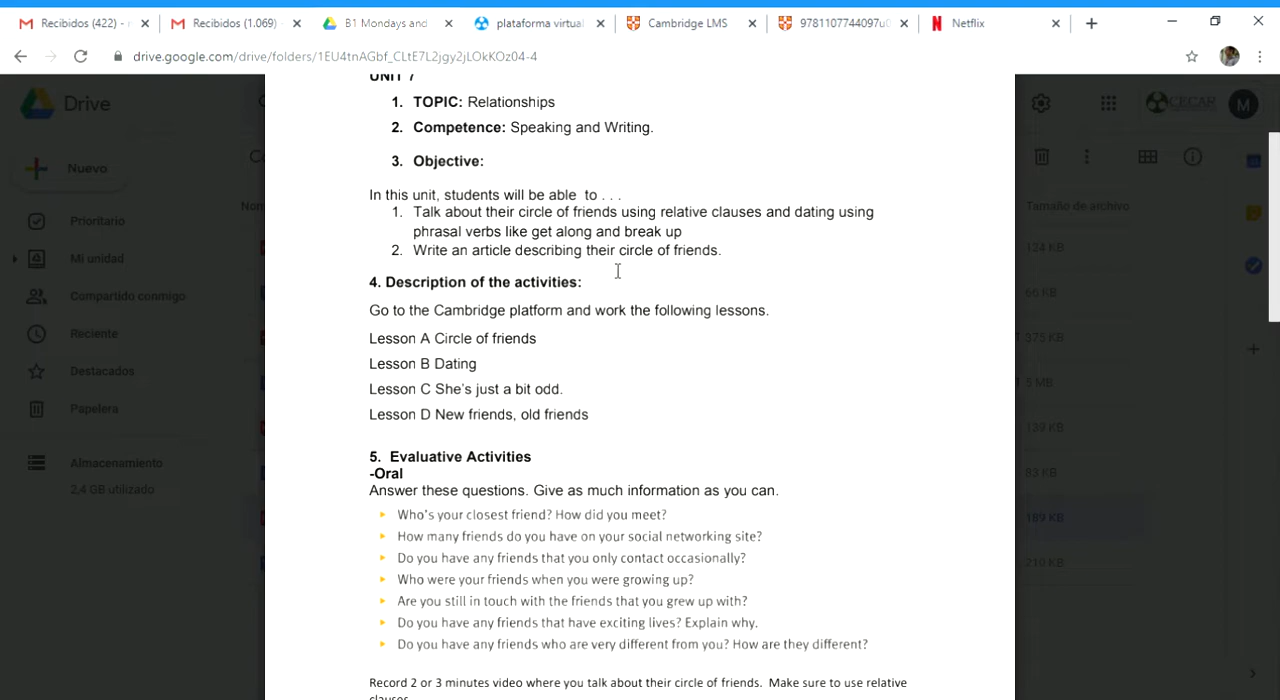 Recibidos (422) -
Recibidos (1.069)
B1 Mondays and
plataforma virtual
Cambridge LMS
9781107744097u
Netflix
drive.google.com/drive/folders/1EU4tnAGbf_CLtE7L2jgy2jLOkKOz04-4
Drive
CECAR
M
Nuevo
Prioritario
Mi unidad
Compartido conmigo
Reciente
Destacados
Papelera
Almacenamiento
2,4 GB utilizado
UNIT 7
1. TOPIC: Relationships
2. Competence: Speaking and Writing.
3. Objective:
In this unit, students will be able to . . .
1. Talk about their circle of friends using relative clauses and dating using
phrasal verbs like get along and break up
2. Write an article describing their circle of friends.
4. Description of the activities:
Go to the Cambridge platform and work the following lessons.
Lesson A Circle of friends
Lesson B Dating
Lesson C She's just a bit odd.
Lesson D New friends, old friends
5. Evaluative Activities
-Oral
Answer these questions. Give as much information as you can.
Who's your closest friend? How did you meet?
How many friends do you have on your social networking site?
Do you have any friends that you only contact occasionally?
Who were your friends when you were growing up?
Are you still in touch with the friends that you grew up with?
Do you have any friends that have exciting lives? Explain why.
Do you have any friends who are very different from you? How are they different?
Record 2 or 3 minutes video where you talk about their circle of friends. Make sure to use relative
clauses
Tamaño de archivo
124 KB
66 KB
375 KB
5 MB
139 KB
83 KB
189 KB
210 KB